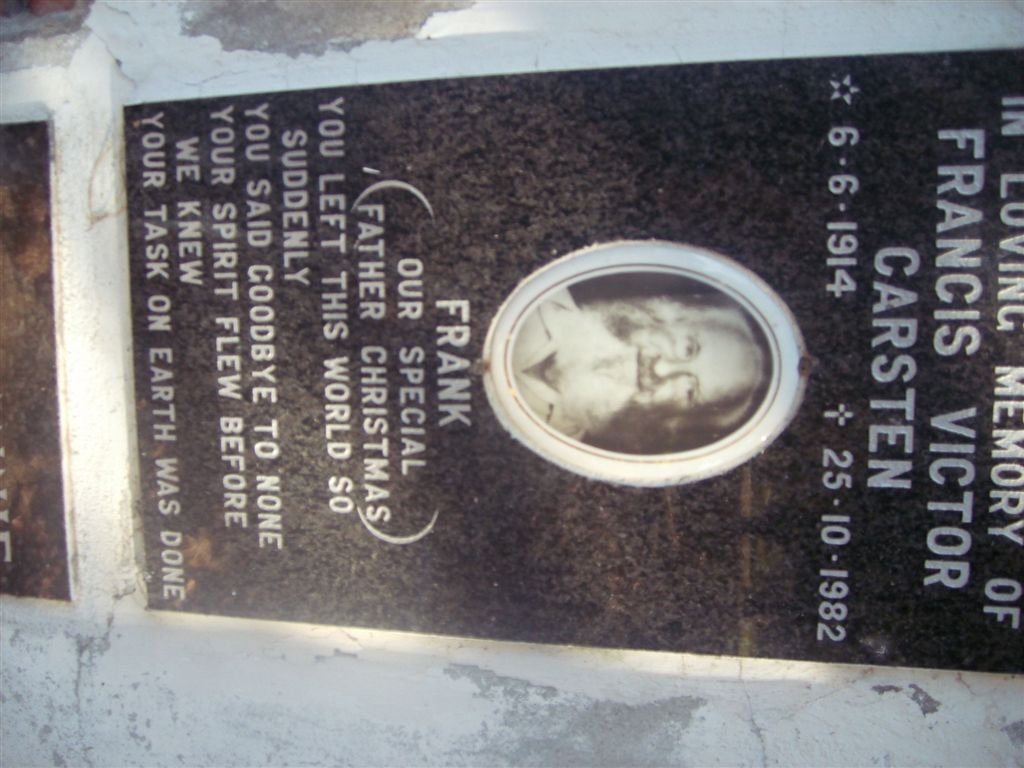 IN LOVING MEMORY OF
FRANCIS VICTOR
CARSTEN
☆ 6·6·1914 ✣ 25·10·1982
FRANK
OUR SPECIAL
(FATHER CHRISTMAS)
YOU LEFT THIS WORLD SO
SUDDENLY
YOU SAID GOODBYE TO NONE
YOUR SPIRIT FLEW BEFORE
WE KNEW
YOUR TASK ON EARTH WAS DONE